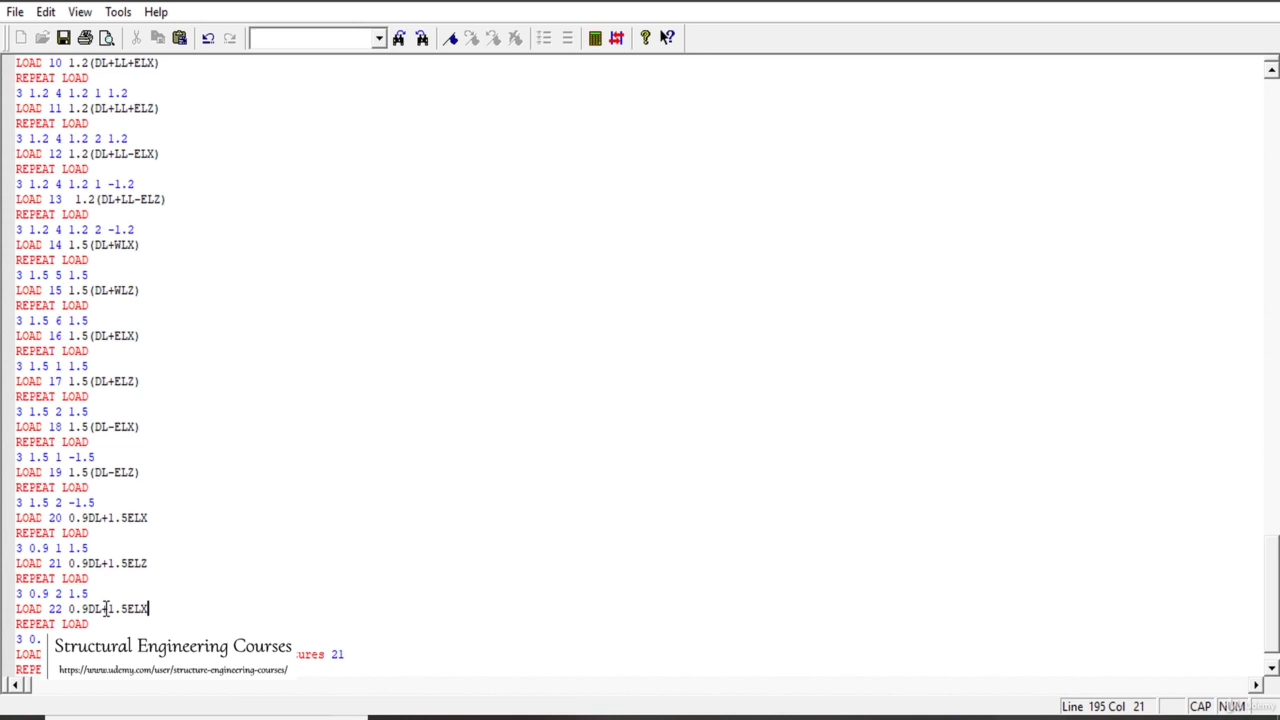 File Edit View Tools Help
LOAD 10 1.2(DL+LL+ELX)
REPEAT LOAD
3 1.2 4 1.2 1 1.2
LOAD 11 1.2(DL+LL+ELZ)
REPEAT LOAD
3 1.2 4 1.2 2 1.2
LOAD 12 1.2(DL+LL-ELX)
REPEAT LOAD
3 1.2 4 1.2 1 -1.2
LOAD 13  1.2(DL+LL-ELZ)
REPEAT LOAD
3 1.2 4 1.2 2 -1.2
LOAD 14 1.5(DL+WLX)
REPEAT LOAD
3 1.5 5 1.5
LOAD 15 1.5(DL+WLZ)
REPEAT LOAD
3 1.5 6 1.5
LOAD 16 1.5(DL+ELX)
REPEAT LOAD
3 1.5 1 1.5
LOAD 17 1.5(DL+ELZ)
REPEAT LOAD
3 1.5 2 1.5
LOAD 18 1.5(DL-ELX)
REPEAT LOAD
3 1.5 1 -1.5
LOAD 19 1.5(DL-ELZ)
REPEAT LOAD
3 1.5 2 -1.5
LOAD 20 0.9DL+1.5ELX
REPEAT LOAD
3 0.9 1 1.5
LOAD 21 0.9DL+1.5ELZ
REPEAT LOAD
3 0.9 2 1.5
LOAD 22 0.9DL+1.5ELX
REPEAT LOAD
3 0.
Structural Engineering Courses
LOAD ures 21
REPE https://www.udemy.com/user/structure-engineering-courses/
Line 195 Col 21 CAP NUM